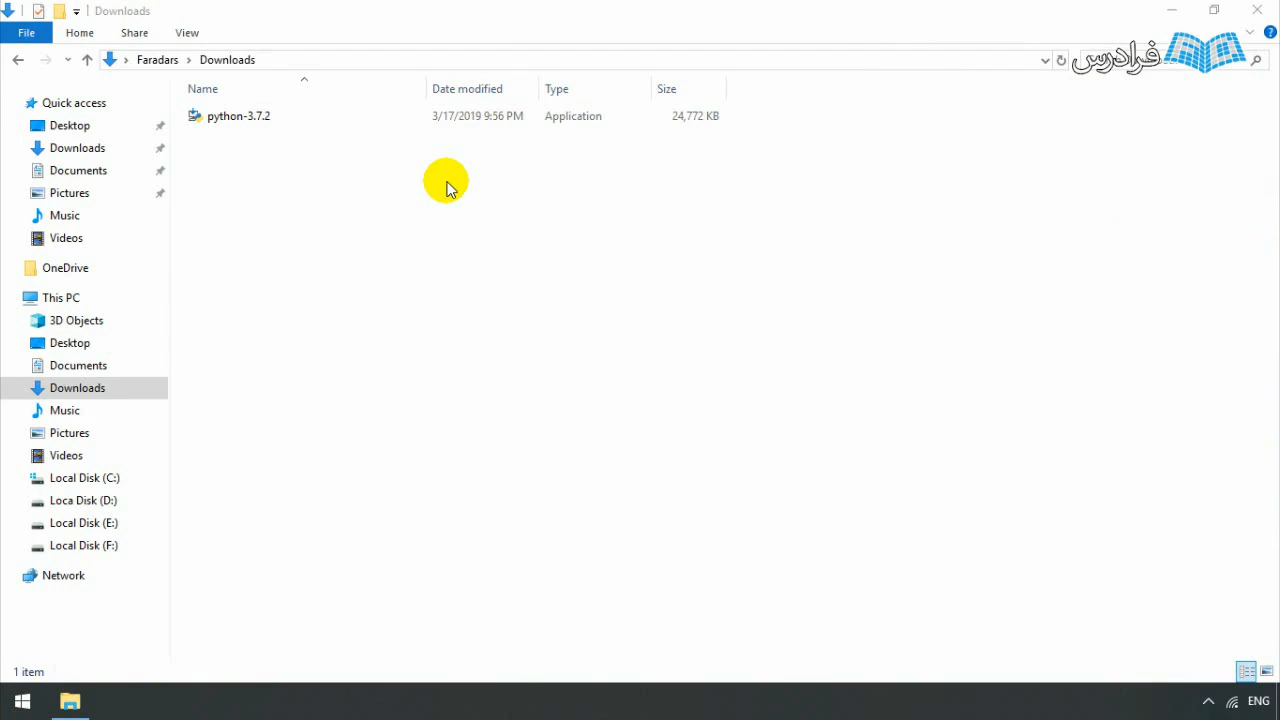 Downloads
File Home Share View
فرادرس
Faradars Downloads
Name Date modified Type Size
python-3.7.2 3/17/2019 9:56 PM Application 24,772 KB
Quick access
Desktop
Downloads
Documents
Pictures
Music
Videos
OneDrive
This PC
3D Objects
Desktop
Documents
Downloads
Music
Pictures
Videos
Local Disk (C:)
Loca Disk (D:)
Local Disk (E:)
Local Disk (F:)
Network
1 item
ENG